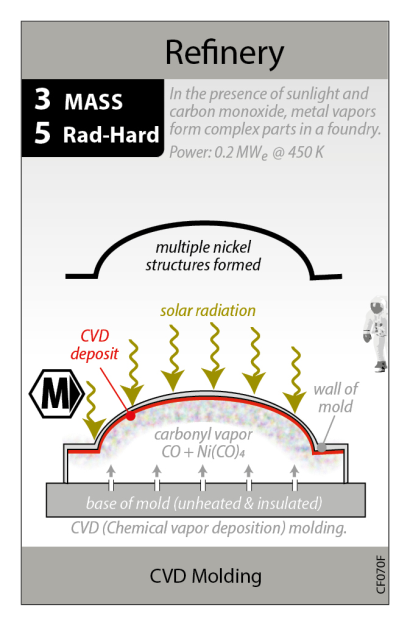 Refinery
3 MASS
5 Rad-Hard
In the presence of sunlight and
carbon monoxide, metal vapors
form complex parts in a foundry.
Power: 0.2 MWe @ 450 K
multiple nickel
structures formed
solar radiation
CVD
deposit
M
wall of
mold
carbonyl vapor
CO + Ni(CO)4
base of mold (unheated & insulated)
CVD (Chemical vapor deposition) molding.
CVD Molding
CF070F